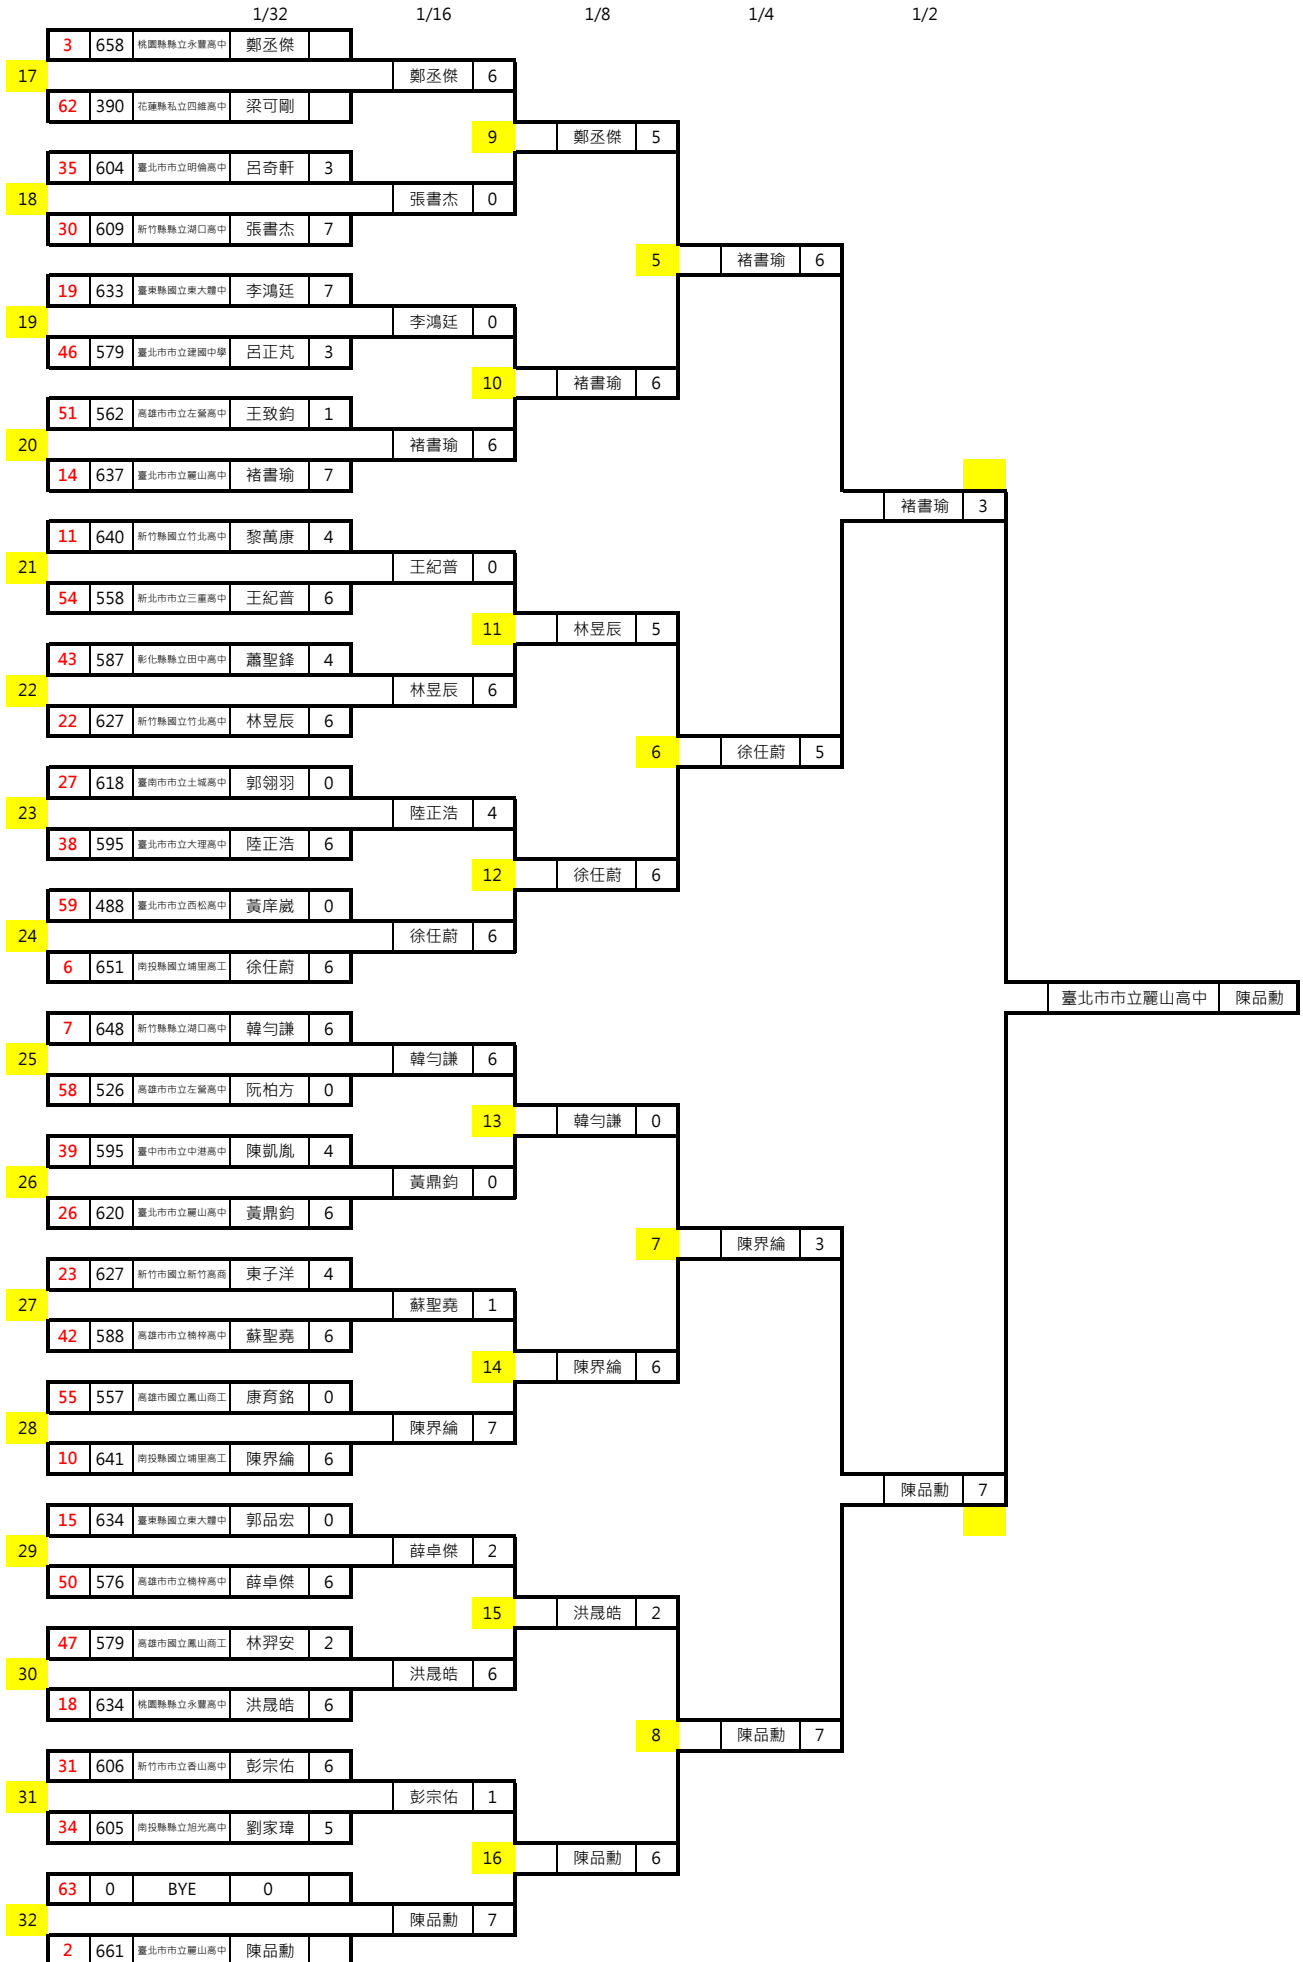 1/32 1/16 1/8 1/4 1/2
3 658 桃園縣縣立永豐高中 鄭丞傑
17 鄭丞傑 6
62 390 花蓮縣私立四維高中 梁可剛
9 鄭丞傑 5
35 604 臺北市市立明倫高中 呂奇軒 3
18 張書杰 0
30 609 新竹縣縣立湖口高中 張書杰 7
5 褚書瑜 6
19 633 臺東縣國立東大體中 李鴻廷 7
19 李鴻廷 0
46 579 臺北市市立建國中學 呂正芃 3
10 褚書瑜 6
51 562 高雄市市立左營高中 王致鈞 1
20 褚書瑜 6
14 637 臺北市市立麗山高中 褚書瑜 7
褚書瑜 3
11 640 新竹縣國立竹北高中 黎萬康 4
21 王紀普 0
54 558 新北市市立三重高中 王紀普 6
11 林昱辰 5
43 587 彰化縣縣立田中高中 蕭聖鋒 4
22 林昱辰 6
22 627 新竹縣國立竹北高中 林昱辰 6
6 徐任蔚 5
27 618 臺南市市立土城高中 郭翎羽 0
23 陸正浩 4
38 595 臺北市市立大理高中 陸正浩 6
12 徐任蔚 6
59 488 臺北市市立西松高中 黃庠崴 0
24 徐任蔚 6
6 651 南投縣國立埔里高工 徐任蔚 6
臺北市市立麗山高中 陳品勳
7 648 新竹縣縣立湖口高中 韓勻謙 6
25 韓勻謙 6
58 526 高雄市市立左營高中 阮柏方 0
13 韓勻謙 0
39 595 臺中市市立中港高中 陳凱胤 4
26 黃鼎鈞 0
26 620 臺北市市立麗山高中 黃鼎鈞 6
7 陳界綸 3
23 627 新竹市國立新竹高商 東子洋 4
27 蘇聖堯 1
42 588 高雄市市立楠梓高中 蘇聖堯 6
14 陳界綸 6
55 557 高雄市國立鳳山商工 康育銘 0
28 陳界綸 7
10 641 南投縣國立埔里高工 陳界綸 6
陳品勳 7
15 634 臺東縣國立東大體中 郭品宏 0
29 薛卓傑 2
50 576 高雄市市立楠梓高中 薛卓傑 6
15 洪晟皓 2
47 579 高雄市國立鳳山商工 林羿安 2
30 洪晟皓 6
18 634 桃園縣縣立永豐高中 洪晟皓 6
8 陳品勳 7
31 606 新竹市市立香山高中 彭宗佑 6
31 彭宗佑 1
34 605 南投縣縣立旭光高中 劉家瑋 5
16 陳品勳 6
63 0 BYE 0
32 陳品勳 7
2 661 臺北市市立麗山高中 陳品勳